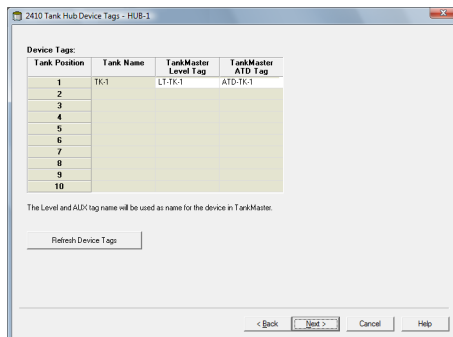 2410 Tank Hub Device Tags - HUB-1
Device Tags:
Tank Position Tank Name TankMaster Level Tag TankMaster ATD Tag
1 TK-1 LT-TK-1 ATD-TK-1
2
3
4
5
6
7
8
9
10
The Level and AUX tag name will be used as name for the device in TankMaster.
Refresh Device Tags
< Back Next > Cancel Help